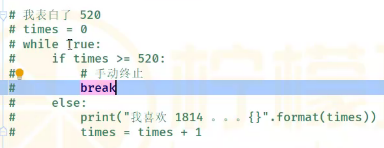 # 我表白了 520
# times = 0
# while True:
#     if times >= 520:
#         # 手动终止
#         break
#     else:
#         print("我喜欢 1814 . . .{}".format(times))
#         times = times + 1